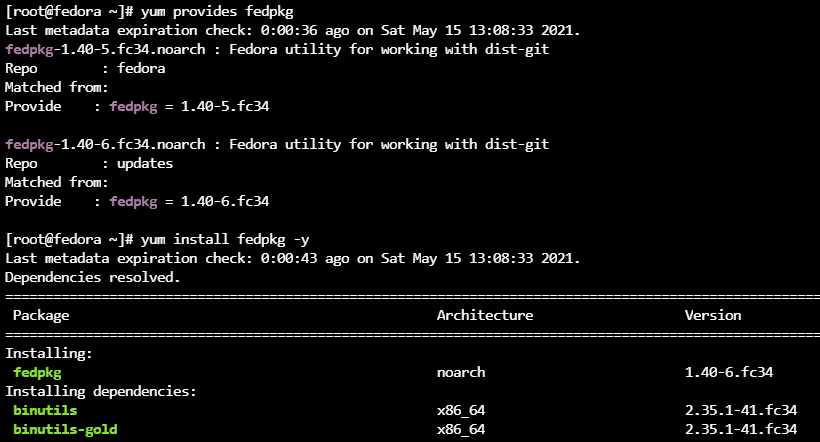 [root@fedora ~]# yum provides fedpkg
Last metadata expiration check: 0:00:36 ago on Sat May 15 13:08:33 2021.
fedpkg-1.40-5.fc34.noarch : Fedora utility for working with dist-git
Repo        : fedora
Matched from:
Provide    : fedpkg = 1.40-5.fc34

fedpkg-1.40-6.fc34.noarch : Fedora utility for working with dist-git
Repo        : updates
Matched from:
Provide    : fedpkg = 1.40-6.fc34

[root@fedora ~]# yum install fedpkg -y
Last metadata expiration check: 0:00:43 ago on Sat May 15 13:08:33 2021.
Dependencies resolved.
======================================================================================================
 Package                                              Architecture                   Version
======================================================================================================
Installing:
 fedpkg                                               noarch                         1.40-6.fc34
Installing dependencies:
 binutils                                             x86_64                         2.35.1-41.fc34
 binutils-gold                                        x86_64                         2.35.1-41.fc34